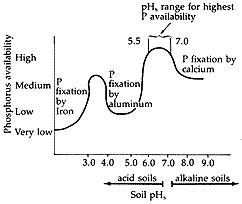 pHs range for highest
P availability
5.5 7.0
Phosphorus availability
High
Medium
Low
Very low
P
fixation
by
Iron
P
fixation
by
aluminum
P fixation by
calcium
3.0 4.0 5.0 6.0 7.0 8.0 9.0
acid soils alkaline soils
Soil pHs